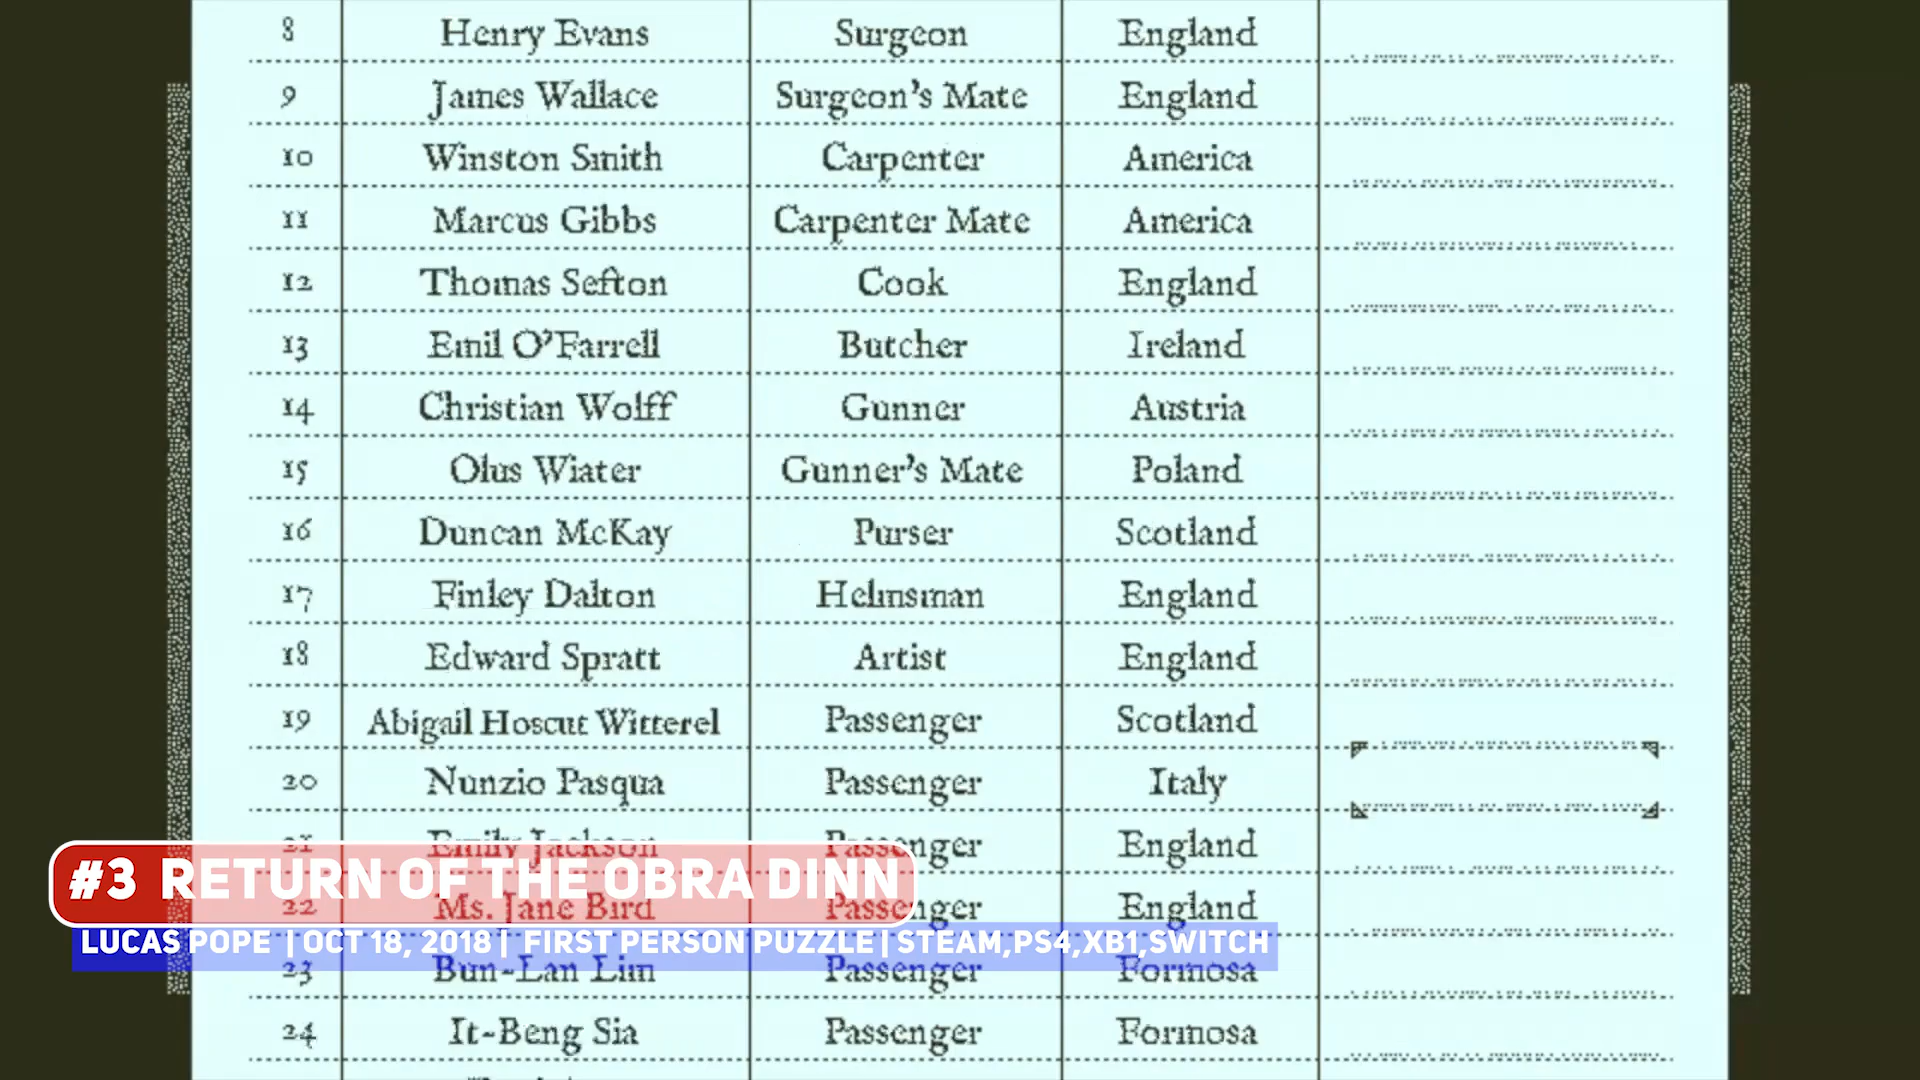 8 Henry Evans Surgeon England
9 James Wallace Surgeon's Mate England
10 Winston Smith Carpenter America
11 Marcus Gibbs Carpenter Mate America
12 Thomas Sefton Cook England
13 Emil O'Farrell Butcher Ireland
14 Christian Wolff Gunner Austria
15 Olus Wiater Gunner's Mate Poland
16 Duncan McKay Purser Scotland
17 Finley Dalton Helmsman England
18 Edward Spratt Artist England
19 Abigail Hoscut Witterel Passenger Scotland
20 Nunzio Pasqua Passenger Italy
21 Emily Jackson Passenger England
#3 RETURN OF THE OBRA DINN
22 Ms. Jane Bird Passenger England
LUCAS POPE | OCT 18, 2018 | FIRST PERSON PUZZLE | STEAM,PS4,XB1,SWITCH
23 Bun-Lan Lim Passenger Formosa
24 It-Beng Sia Passenger Formosa